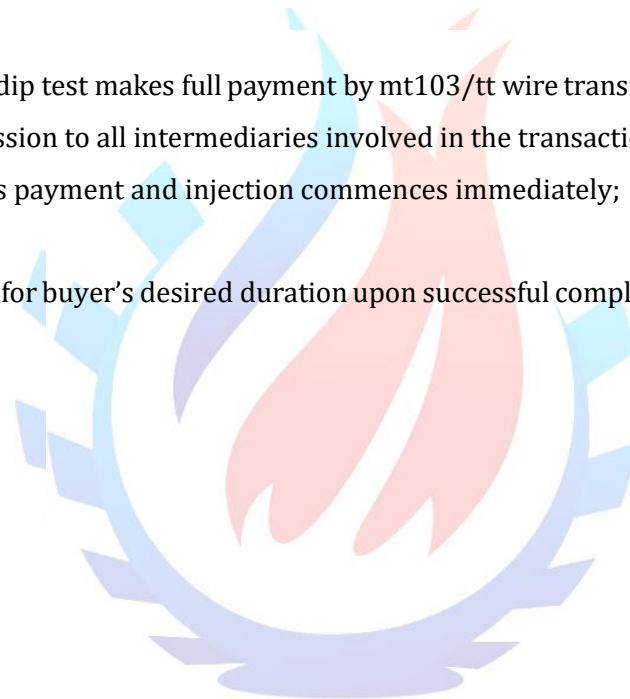 dip test makes full payment by mt103/tt wire trans
ssion to all intermediaries involved in the transacti
s payment and injection commences immediately;
for buyer’s desired duration upon successful compl